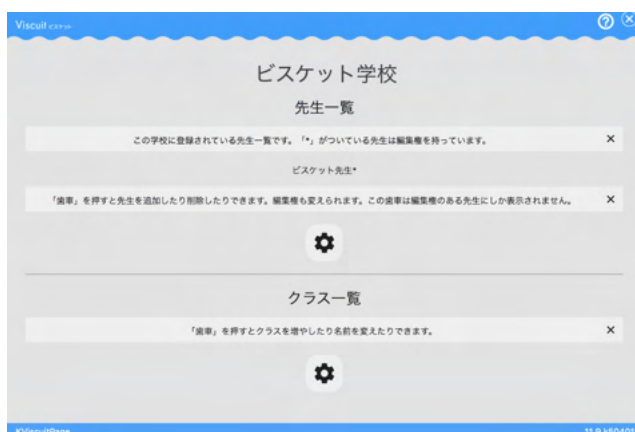 Viscuit ビスケット
ビスケット学校
先生一覧
この学校に登録されている先生一覧です。「*」がついている先生は編集権を持っています。
ビスケット先生*
「歯車」を押すと先生を追加したり削除したりできます。編集権も変えられます。この歯車は編集権のある先生にしか表示されません。
クラス一覧
「歯車」を押すとクラスを増やしたり名前を変えたりできます。